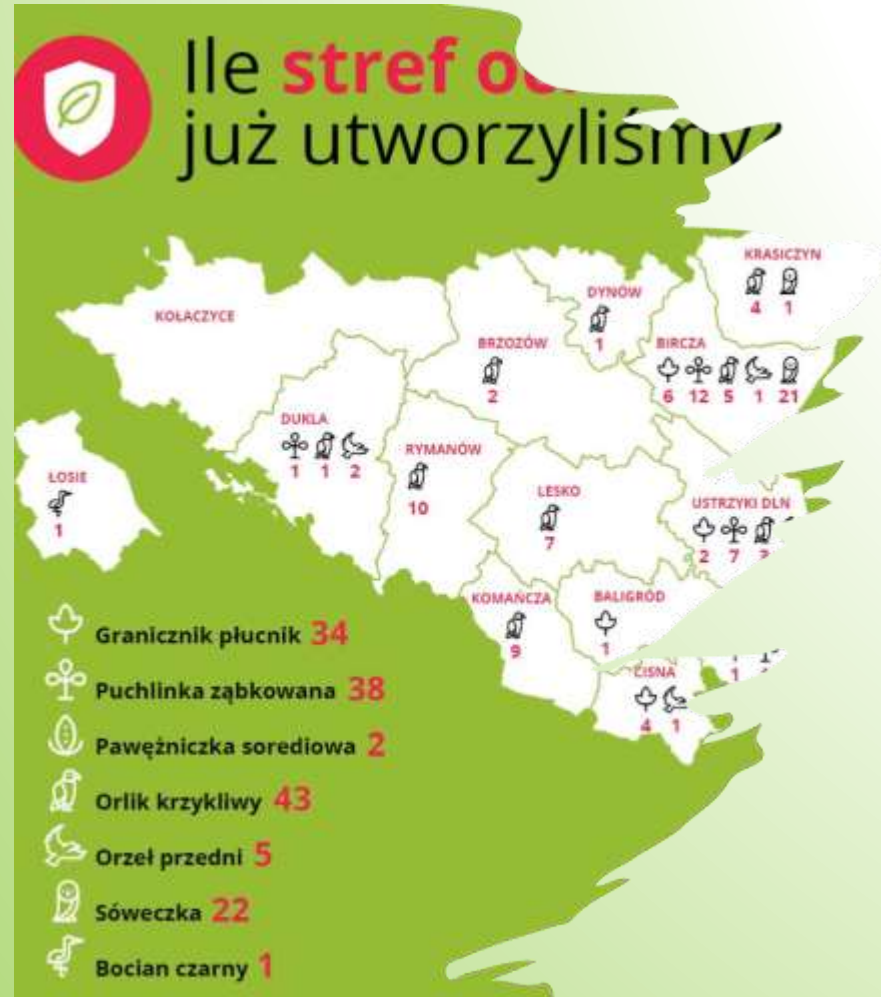 Ile stref
już utworzyliśmy?
KRASICZYN
4 1
DYNÓW
1
KOŁACZYCE
BRZOZÓW
2
BIRCZA
6 12 5 1 21
DUKLA
1 1 2
RYMANÓW
10
ŁOSIE
1
LESKO
7
USTRZYKI DLN
2 7
KOMAŃCZA
9
BALIGRÓD
1
1
CISNA
4 1
Granicznik płucnik 34
Puchlinka ząbkowana 38
Pawężniczka sorediowa 2
Orlik krzykliwy 43
Orzeł przedni 5
Sóweczka 22
Bocian czarny 1